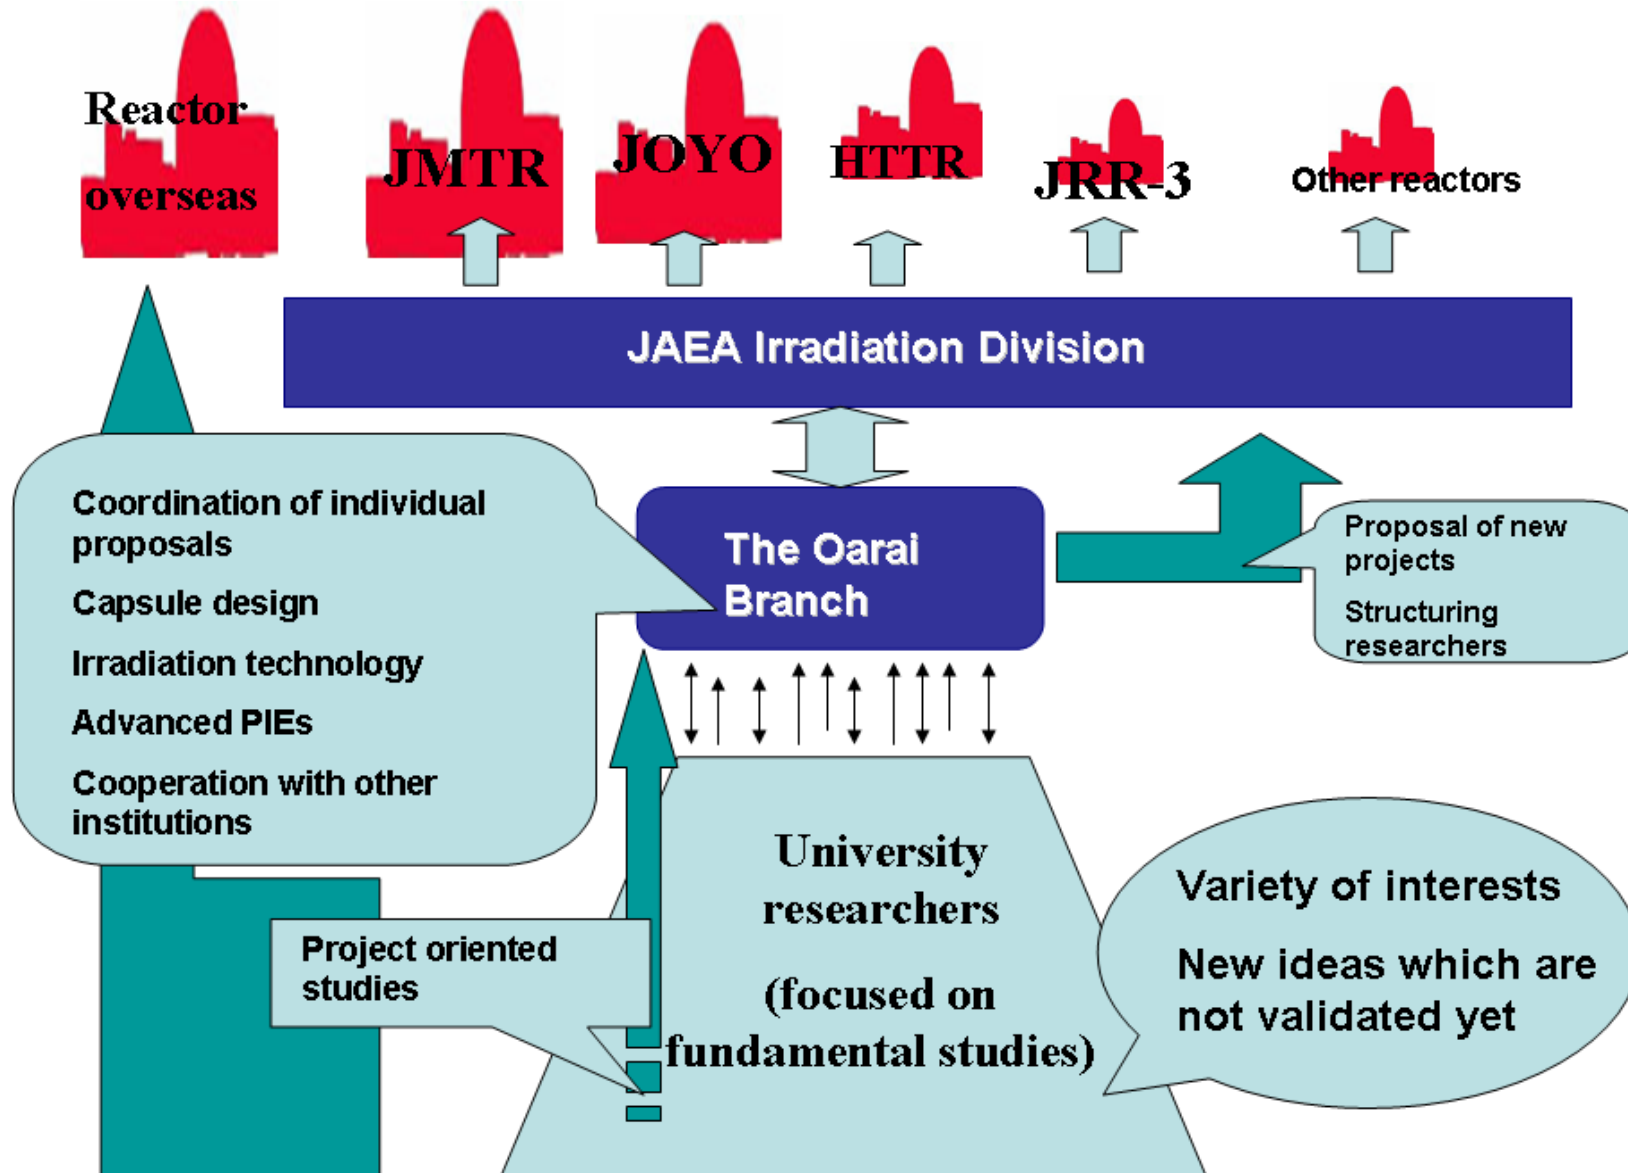 Reactor
overseas
JMTR
JOYO
HTTR
JRR-3
Other reactors
JAEA Irradiation Division
Coordination of individual
proposals
Capsule design
Irradiation technology
Advanced PIEs
Cooperation with other
institutions
The Oarai
Branch
Proposal of new
projects
Structuring
researchers
Project oriented
studies
University
researchers
(focused on
fundamental studies)
Variety of interests
New ideas which are
not validated yet